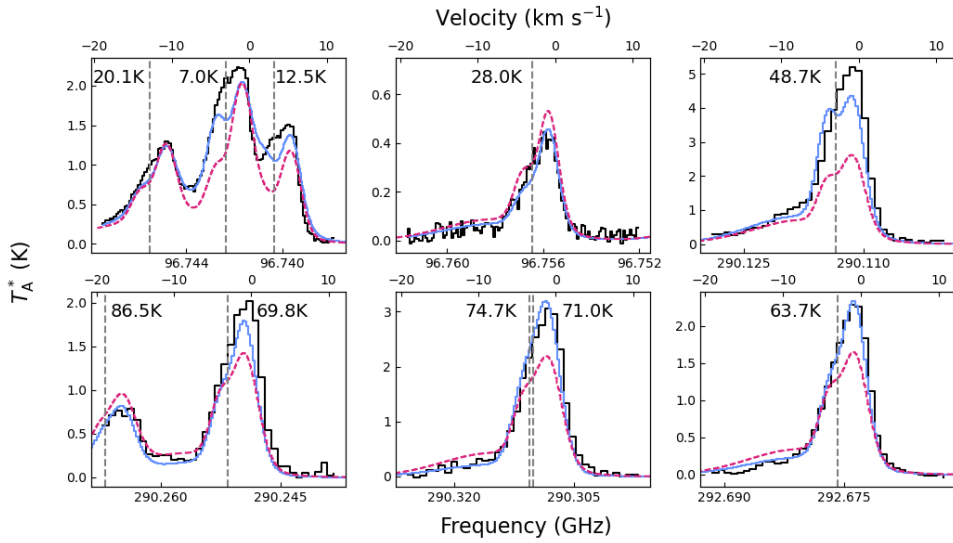 Velocity (km s⁻¹)
−20 −10 0 10
−20 −10 0 10
−20 −10 0 10
20.1K 7.0K 12.5K
28.0K
48.7K
2.0
1.5
1.0
0.5
0.0
0.6
0.4
0.2
0.0
5
4
3
2
1
0
96.744 96.740
96.760 96.756 96.752
290.125 290.110
T*A (K)
−20 −10 0 10
−20 −10 0 10
−20 −10 0 10
86.5K 69.8K
74.7K 71.0K
63.7K
2.0
1.5
1.0
0.5
0.0
3
2
1
0
2.0
1.5
1.0
0.5
0.0
290.260 290.245
290.320 290.305
292.690 292.675
Frequency (GHz)